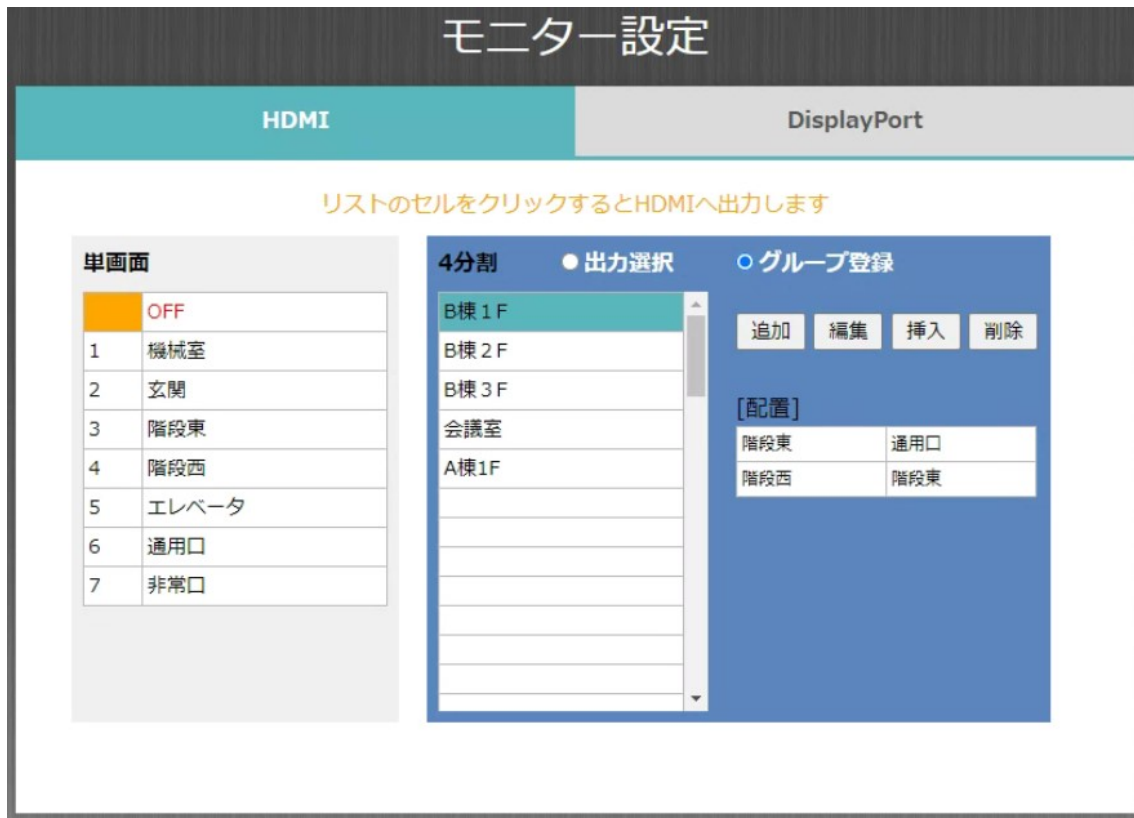 モニター設定
HDMI
DisplayPort
リストのセルをクリックするとHDMIへ出力します
単画面
OFF
1 機械室
2 玄関
3 階段東
4 階段西
5 エレベータ
6 通用口
7 非常口
4分割 出力選択 グループ登録
B棟1F
B棟2F
B棟3F
会議室
A棟1F
追加 編集 挿入 削除
[配置]
階段東 通用口
階段西 階段東